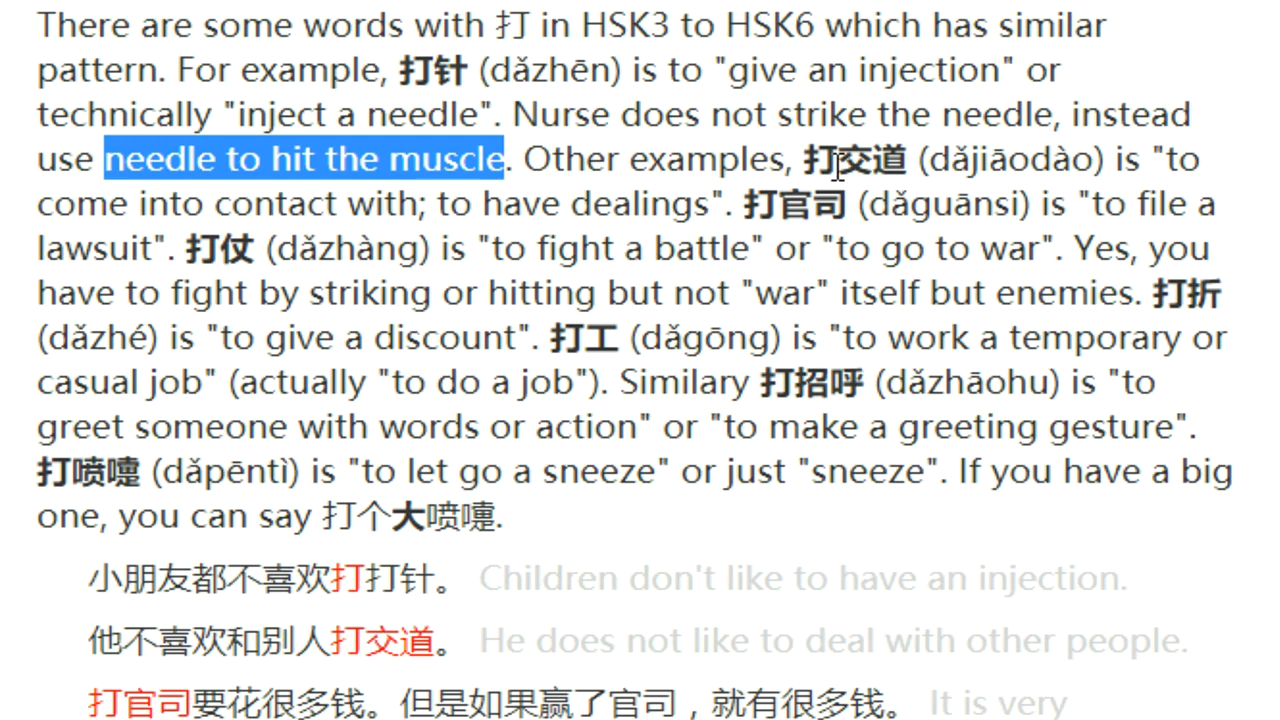 There are some words with 打 in HSK3 to HSK6 which has similar
pattern. For example, 打针 (dǎzhēn) is to "give an injection" or
technically "inject a needle". Nurse does not strike the needle, instead
use needle to hit the muscle. Other examples, 打交道 (dǎjiāodào) is "to
come into contact with; to have dealings". 打官司 (dǎguānsi) is "to file a
lawsuit". 打仗 (dǎzhàng) is "to fight a battle" or "to go to war". Yes, you
have to fight by striking or hitting but not "war" itself but enemies. 打折
(dǎzhé) is "to give a discount". 打工 (dǎgōng) is "to work a temporary or
casual job" (actually "to do a job"). Similary 打招呼 (dǎzhāohu) is "to
greet someone with words or action" or "to make a greeting gesture".
打喷嚏 (dǎpēntì) is "to let go a sneeze" or just "sneeze". If you have a big
one, you can say 打个大喷嚏.
小朋友都不喜欢打打针。 Children don't like to have an injection.
他不喜欢和别人打交道。 He does not like to deal with other people.
打官司要花很多钱。但是如果赢了官司，就有很多钱。 It is very